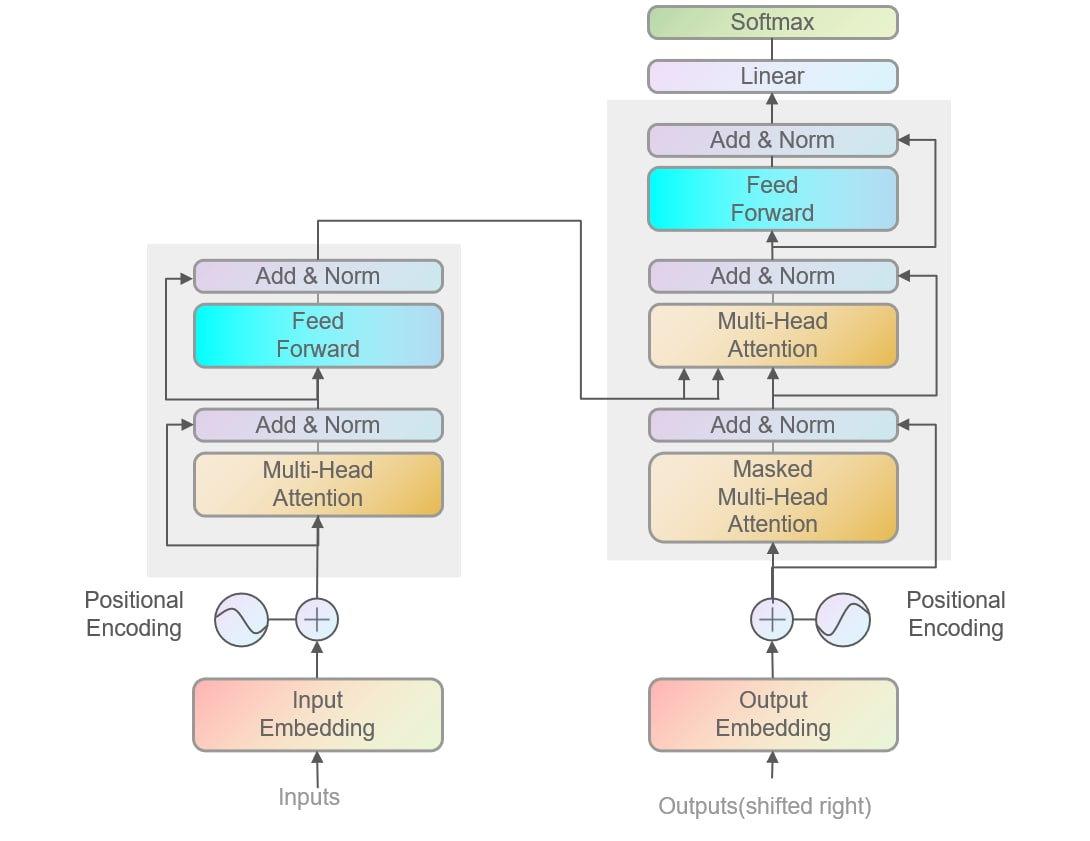 Softmax
Linear
Add & Norm
Feed
Forward
Add & Norm
Multi-Head
Attention
Add & Norm
Masked
Multi-Head
Attention
Positional
Encoding
Output
Embedding
Outputs(shifted right)
Add & Norm
Feed
Forward
Add & Norm
Multi-Head
Attention
Positional
Encoding
Input
Embedding
Inputs